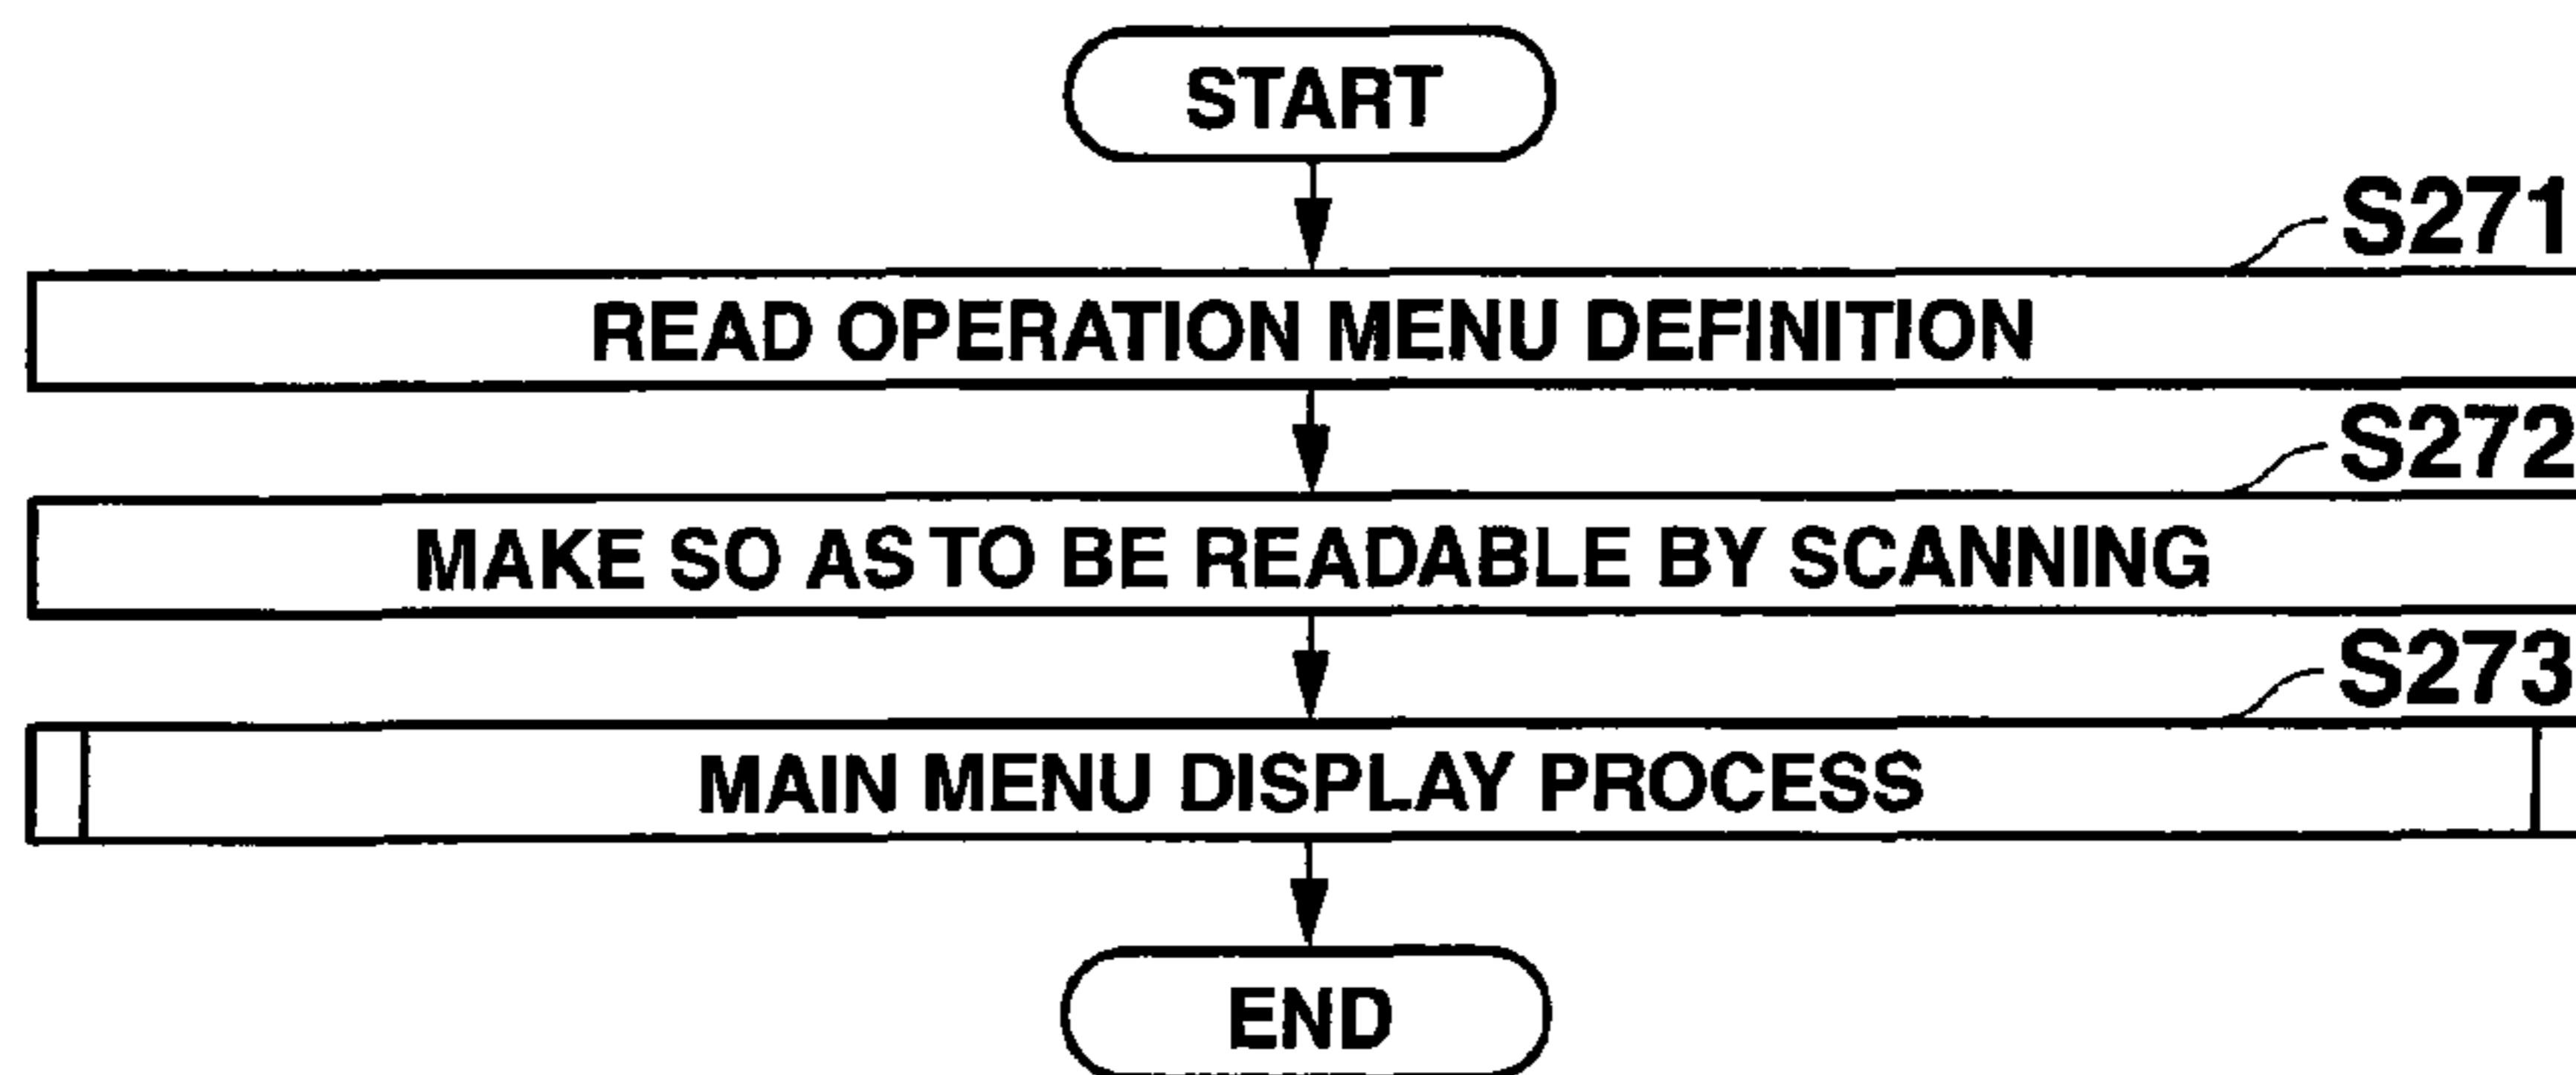 START
S271
READ OPERATION MENU DEFINITION
S272
MAKE SO AS TO BE READABLE BY SCANNING
S273
MAIN MENU DISPLAY PROCESS
END